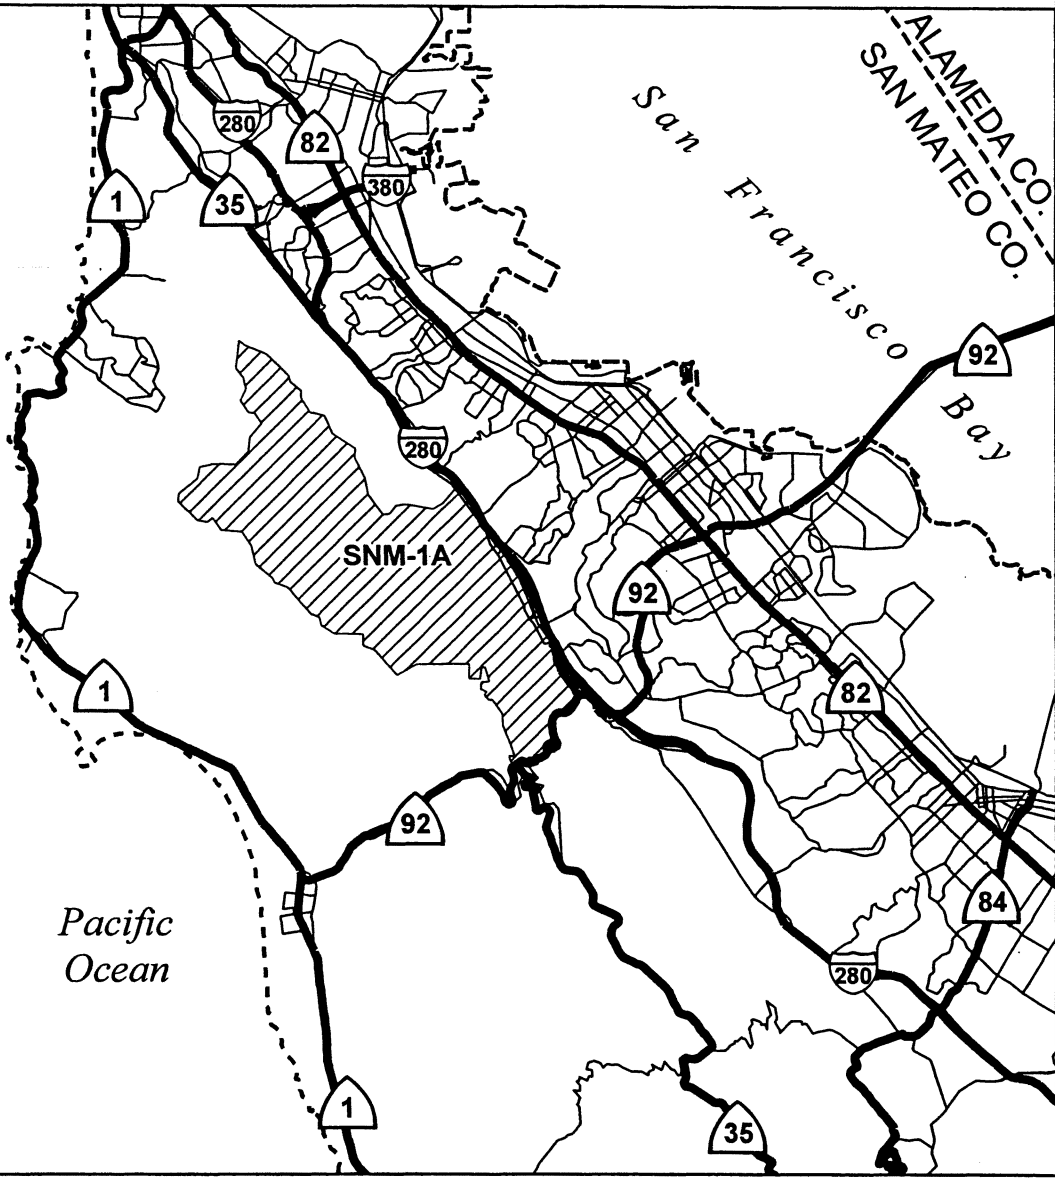 ALAMEDA CO.
SAN MATEO CO.
San
Francisco
Bay
280
82
380
1
35
92
280
SNM-1A
92
1
82
92
84
Pacific
Ocean
280
1
35